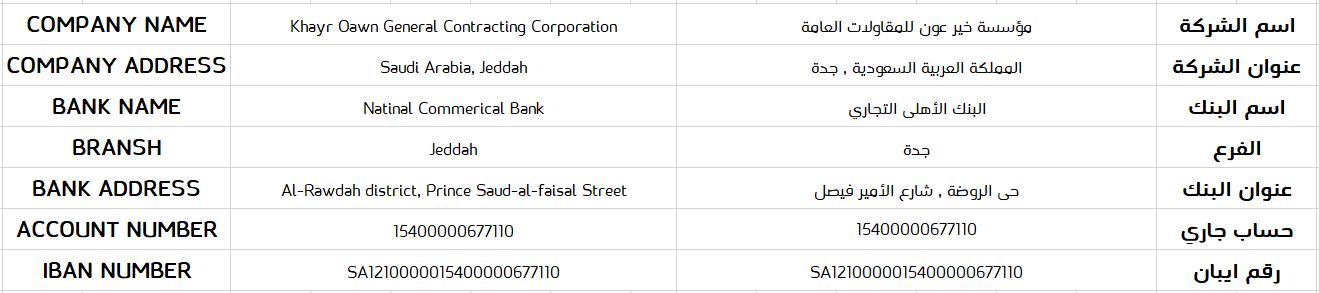 COMPANY NAME Khayr Oawn General Contracting Corporation مؤسسة خير عون للمقاولات العامة اسم الشركة
COMPANY ADDRESS Saudi Arabia, Jeddah المملكة العربية السعودية , جدة عنوان الشركة
BANK NAME Natinal Commerical Bank البنك الأهلى التجاري اسم البنك
BRANSH Jeddah جدة الفرع
BANK ADDRESS Al-Rawdah district, Prince Saud-al-faisal Street حى الروضة , شارع الأمير فيصل عنوان البنك
ACCOUNT NUMBER 15400000677110 15400000677110 حساب جاري
IBAN NUMBER SA1210000015400000677110 SA1210000015400000677110 رقم ايبان